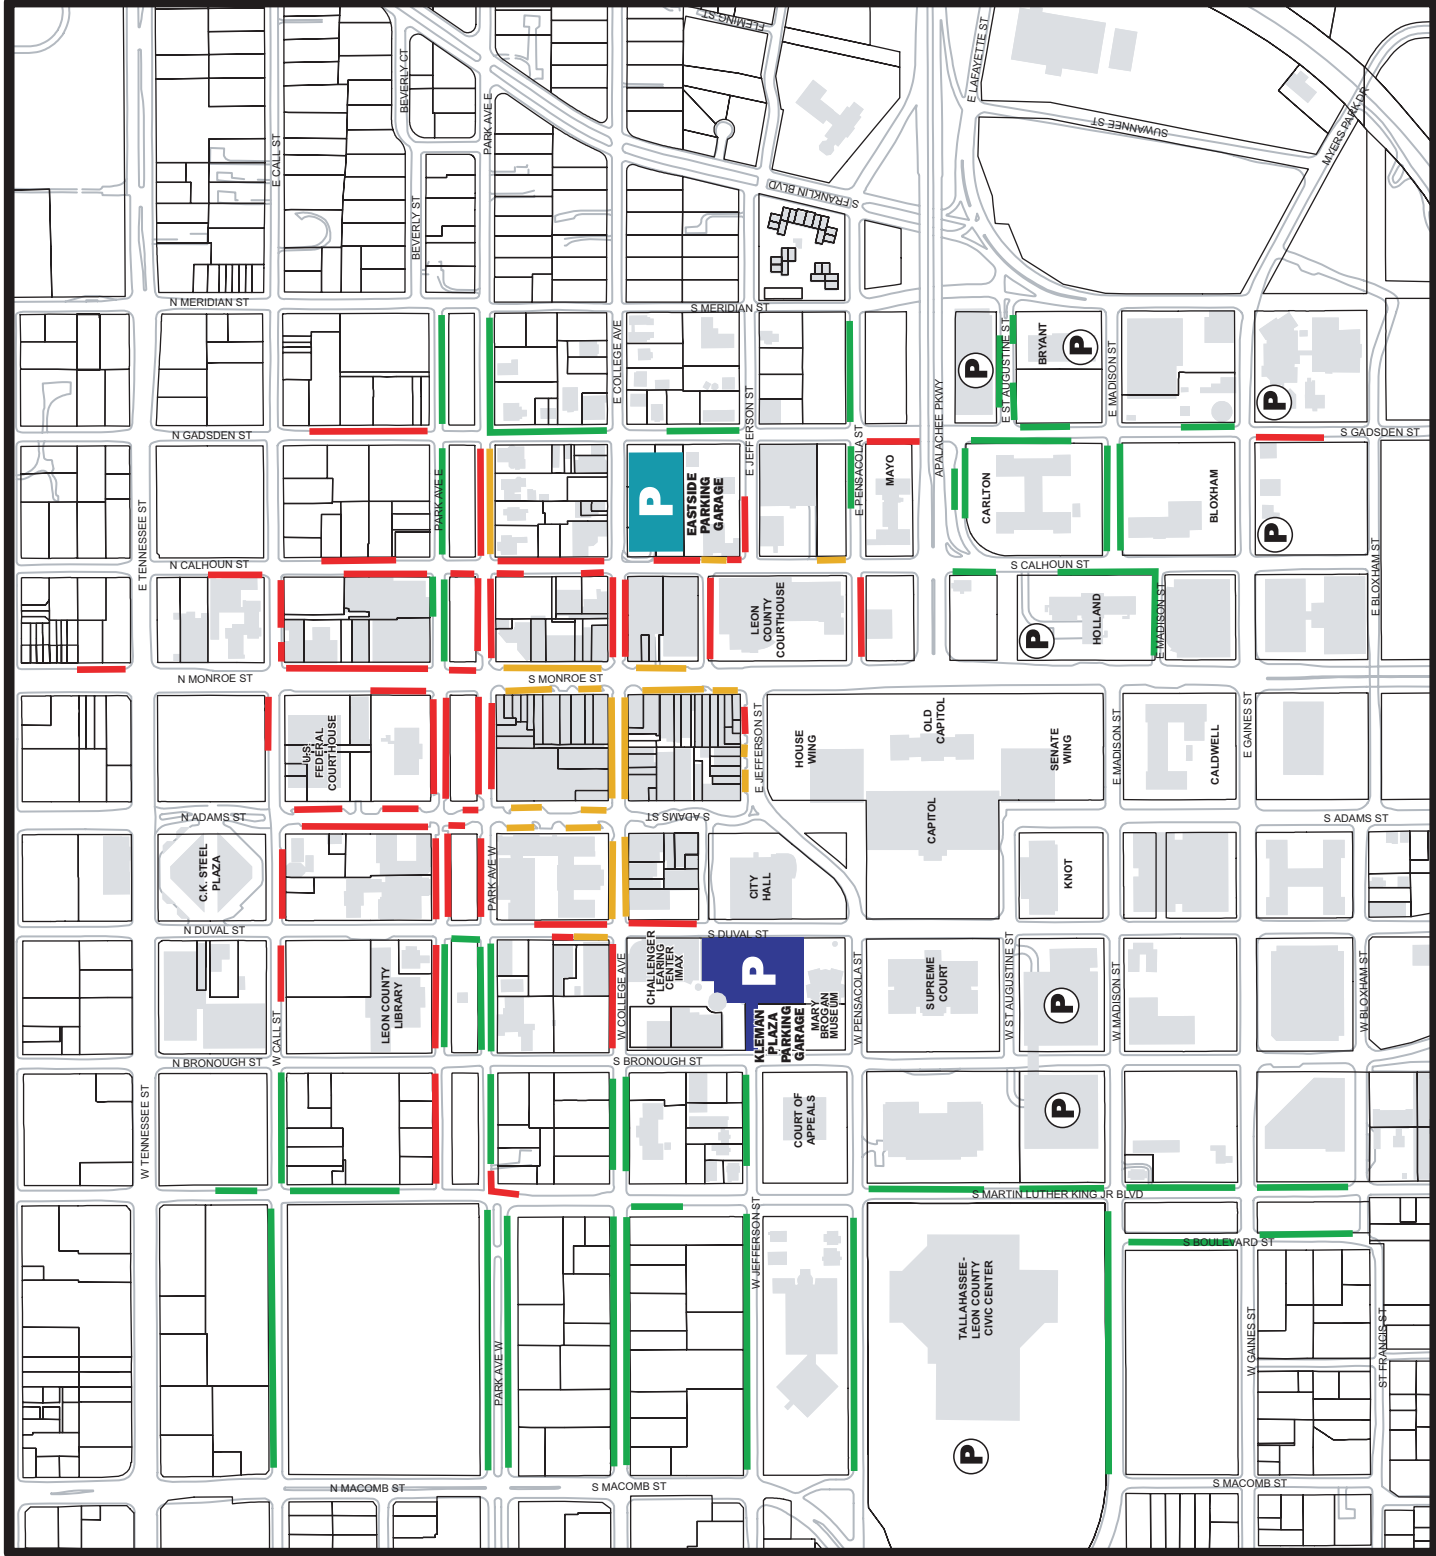 FLEMING ST
E LAFAYETTE ST
BEVERLY CT
PARK AVE E
E CALL ST
SUWANNEE ST
MYERS PARK DR
S FRANKLIN BLVD
BEVERLY ST
N MERIDIAN ST
S MERIDIAN ST
E COLLEGE AVE
E ST AUGUSTINE ST
BRYANT
P
P
E MADISON ST
E JEFFERSON ST
APALACHEE PKWY
P
N GADSDEN ST
S GADSDEN ST
E TENNESSEE ST
PARK AVE E
P
EASTSIDE
PARKING
GARAGE
E PENSACOLA ST
MAYO
CARLTON
BLOXHAM
P
N CALHOUN ST
S CALHOUN ST
E BLOXHAM ST
LEON
COUNTY
COURTHOUSE
P
HOLLAND
E MADISON ST
N MONROE ST
S MONROE ST
U.S.
FEDERAL
COURTHOUSE
E JEFFERSON ST
HOUSE
WING
OLD
CAPITOL
SENATE
WING
E MADISON ST
CALDWELL
E GAINES ST
N ADAMS ST
S ADAMS ST
CAPITOL
S ADAMS ST
C.K. STEEL
PLAZA
PARK AVE W
CITY
HALL
KNOT
N DUVAL ST
S DUVAL ST
LEON COUNTY
LIBRARY
W COLLEGE AVE
CHALLENGER
LEARING
CENTER
IMAX
P
KLEMAN
PLAZA
PARKING
GARAGE
MARY
BROGAN
MUSEUM
W PENSACOLA ST
SUPREME
COURT
W ST AUGUSTINE ST
P
W MADISON ST
W BLOXHAM ST
W CALL ST
N BRONOUGH ST
S BRONOUGH ST
W TENNESSEE ST
COURT OF
APPEALS
P
S MARTIN LUTHER KING JR BLVD
W JEFFERSON ST
S BOULEVARD ST
TALLAHASSEE-
LEON COUNTY
CIVIC CENTER
PARK AVE W
W GAINES ST
ST FRANCIS ST
P
N MACOMB ST
S MACOMB ST
S MACOMB ST